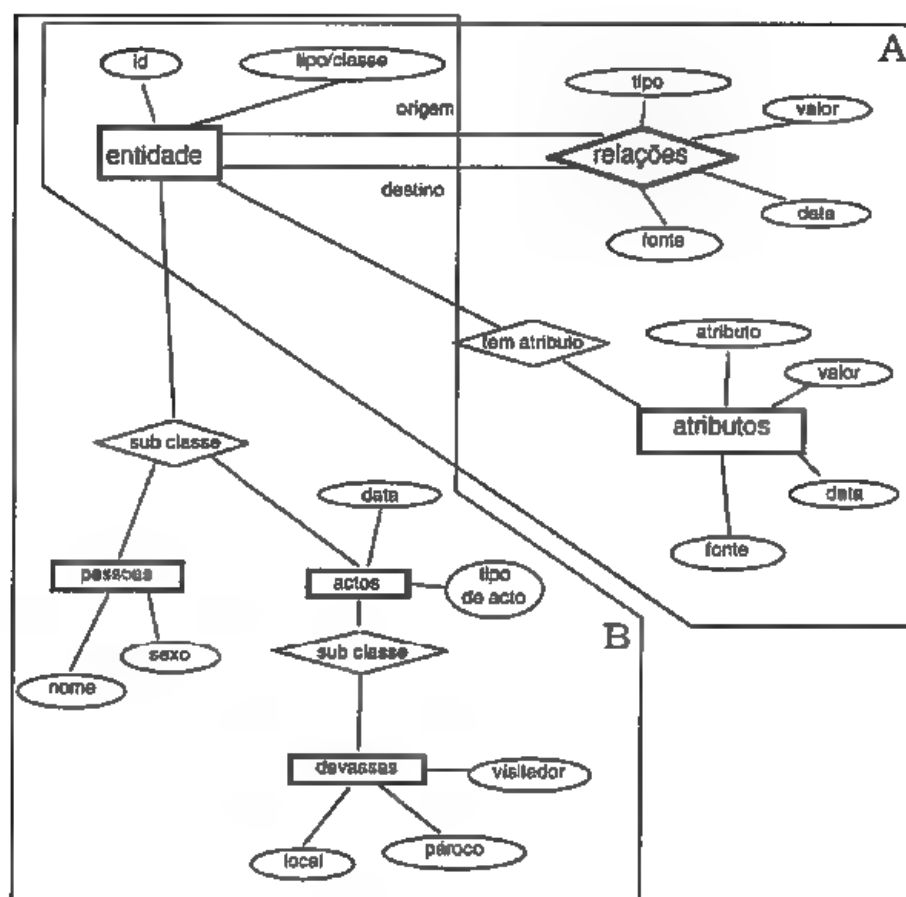 A
id
tipo/classe
tipo
valor
origem
entidade
relações
destino
data
fonte
tem atributo
atributo
valor
atributos
sub classe
data
data
fonte
pessoas
actos
tipo
de acto
B
sub classe
sexo
nome
devassas
visitador
local
pároco